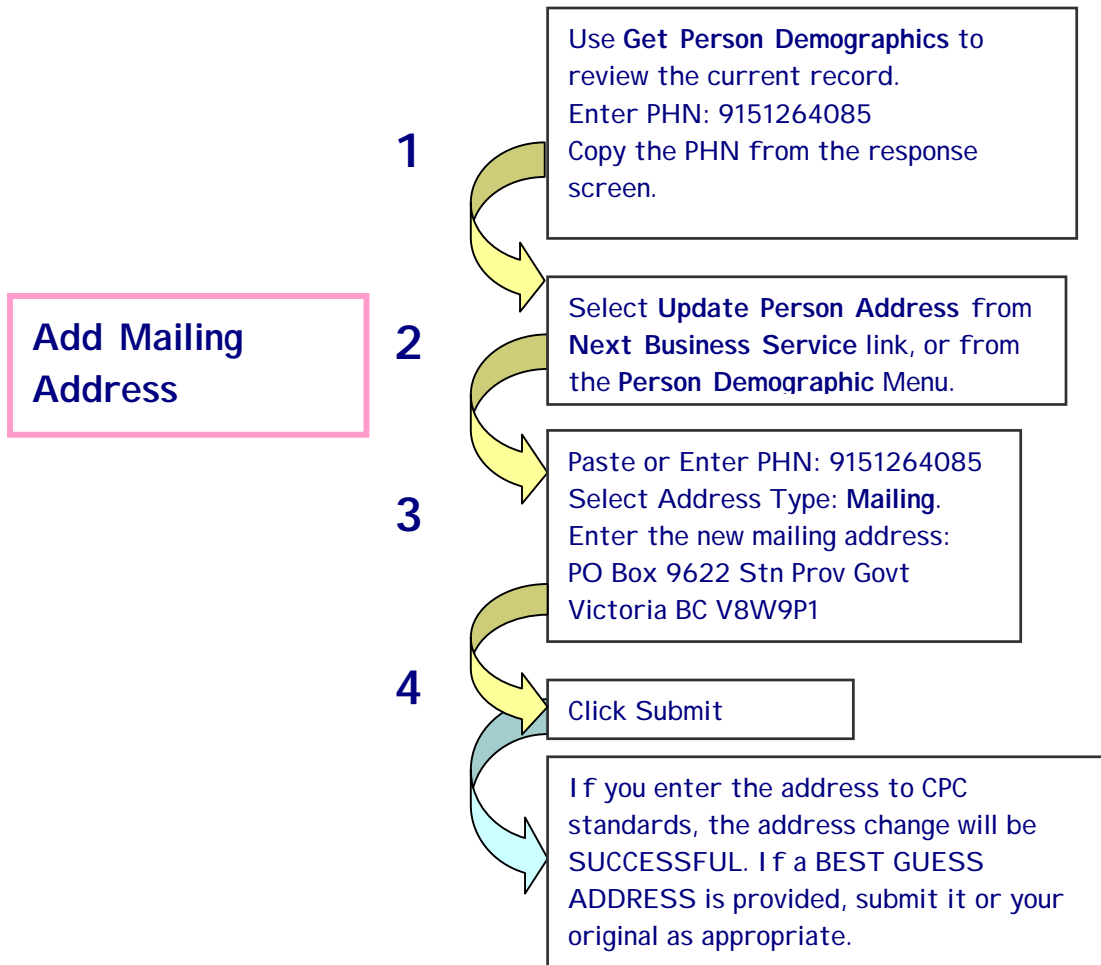 Use Get Person Demographics to
review the current record.
Enter PHN: 9151264085
Copy the PHN from the response
screen.
1
Add Mailing
Address
2
Select Update Person Address from
Next Business Service link, or from
the Person Demographic Menu.
3
Paste or Enter PHN: 9151264085
Select Address Type: Mailing.
Enter the new mailing address:
PO Box 9622 Stn Prov Govt
Victoria BC V8W9P1
4
Click Submit
If you enter the address to CPC
standards, the address change will be
SUCCESSFUL. If a BEST GUESS
ADDRESS is provided, submit it or your
original as appropriate.